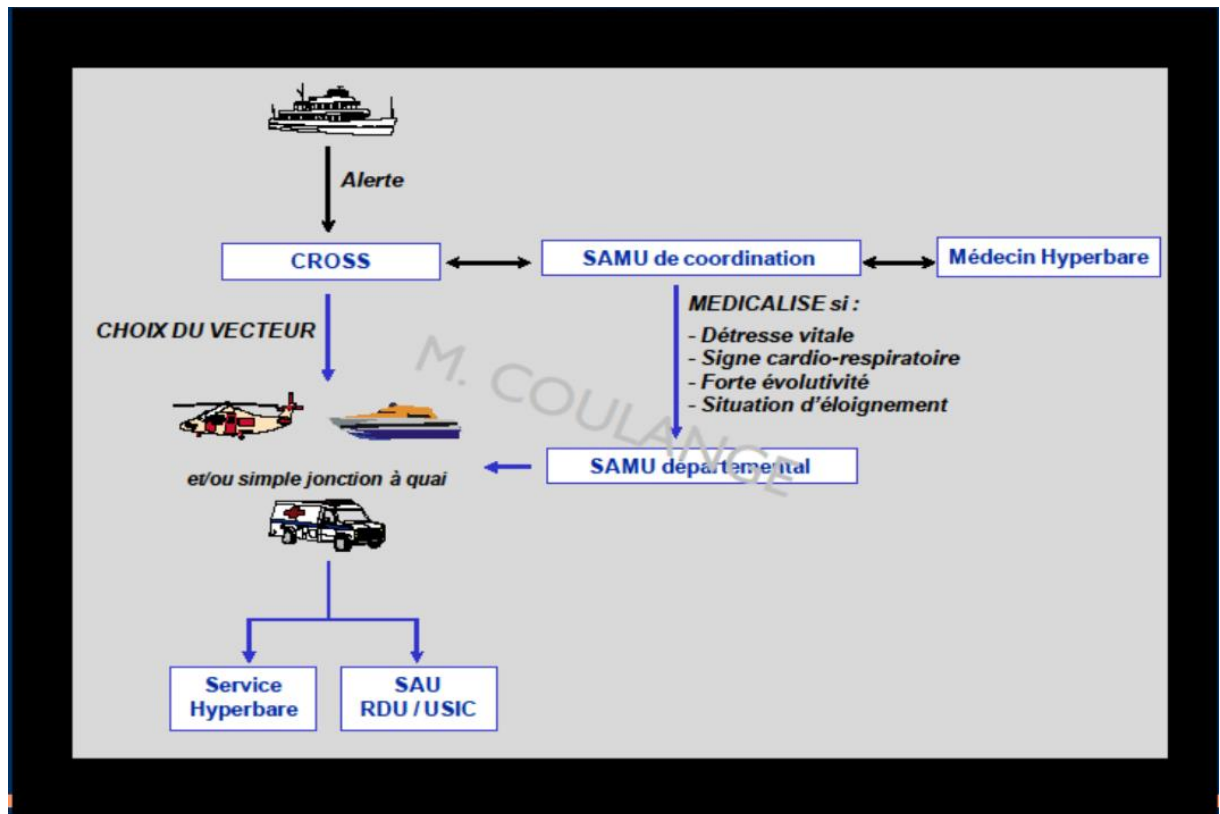 Alerte
CROSS
SAMU de coordination
Médecin Hyperbare
CHOIX DU VECTEUR
MEDICALISE si :
- Détresse vitale
- Signe cardio-respiratoire
- Forte évolutivité
- Situation d'éloignement
M. COULANGE
et/ou simple jonction à quai
SAMU départemental
Service
Hyperbare
SAU
RDU / USIC